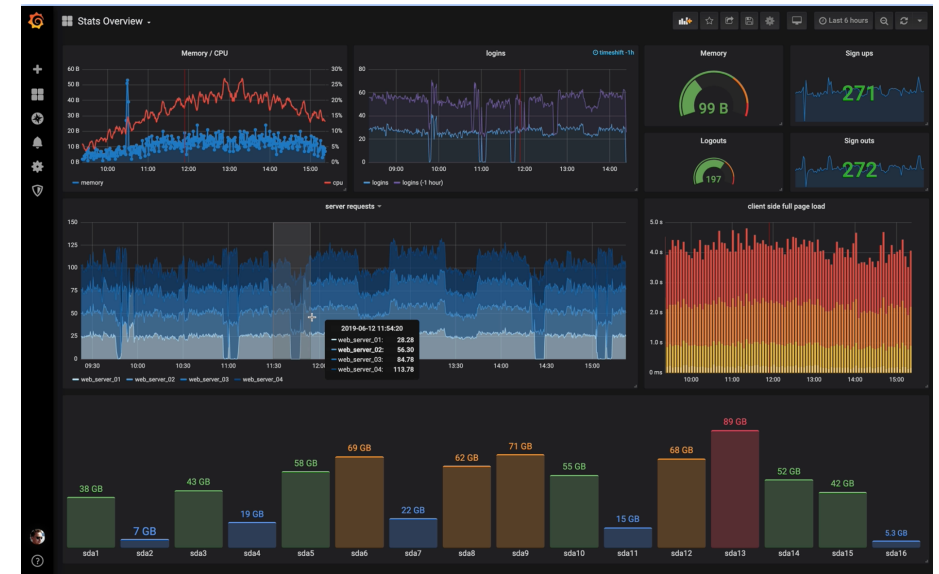 Stats Overview
Last 6 hours
Memory / CPU
60 B
50 B
40 B
30 B
20 B
10 B
0 B
30%
25%
20%
15%
10%
5%
0%
10:00 11:00 12:00 13:00 14:00 15:00
memory
cpu
logins
timeshift -1h
80
60
40
20
0
09:00 10:00 11:00 12:00 13:00 14:00
logins logins (-1 hour)
Memory
99 B
Sign ups
271
Logouts
197
Sign outs
272
server requests
150
125
100
75
50
25
0
09:30 10:00 10:30 11:00 11:30 12:00 13:30 14:00 14:30 15:00
2019-06-12 11:54:20
web_server_01: 28.28
web_server_02: 56.30
web_server_03: 84.78
web_server_04: 113.78
web_server_01 web_server_02 web_server_03 web_server_04
client side full page load
5.0 s
4.0 s
3.0 s
2.0 s
1.0 s
0 ms
10:00 11:00 12:00 13:00 14:00 15:00
38 GB
7 GB
43 GB
19 GB
58 GB
69 GB
22 GB
62 GB
71 GB
55 GB
15 GB
68 GB
89 GB
52 GB
42 GB
5.3 GB
sda1 sda2 sda3 sda4 sda5 sda6 sda7 sda8 sda9 sda10 sda11 sda12 sda13 sda14 sda15 sda16